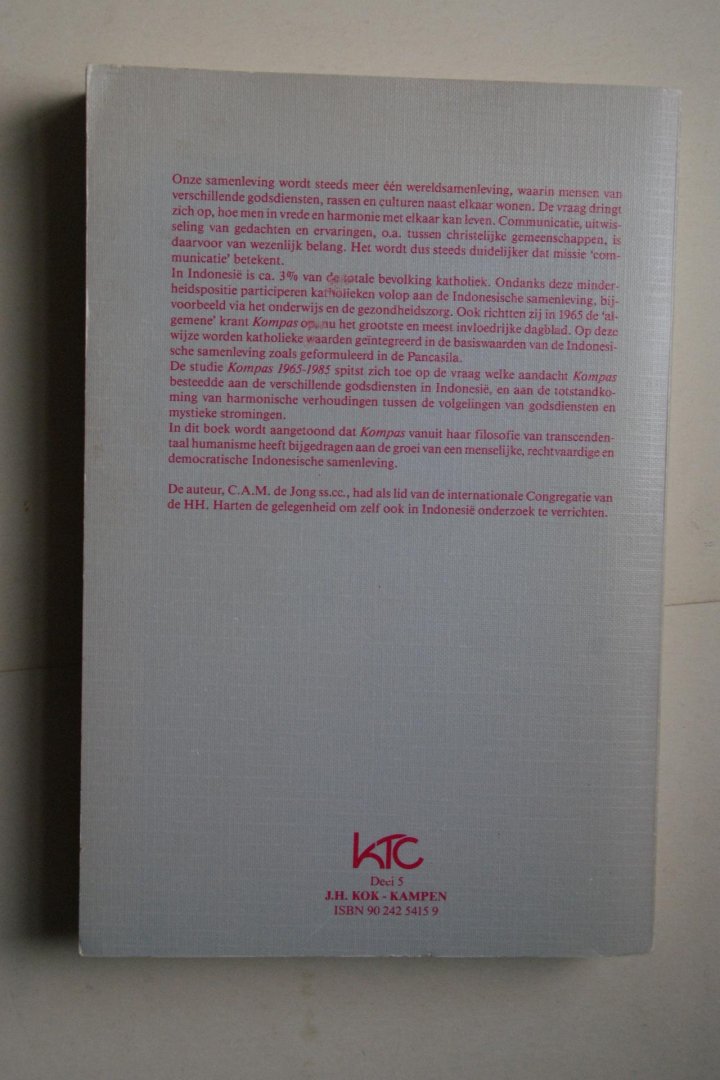 Onze samenleving wordt steeds meer één wereldsamenleving, waarin mensen van
verschillende godsdiensten, rassen en culturen naast elkaar wonen. De vraag dringt
zich op, hoe men in vrede en harmonie met elkaar kan leven. Communicatie, uitwis-
seling van gedachten en ervaringen, o.a. tussen christelijke gemeenschappen, is
daarvoor van wezenlijk belang. Het wordt dus steeds duidelijker dat missie ‘com-
municatie’ betekent.
In Indonesië is ca. 3% van de totale bevolking katholiek. Ondanks deze minder-
heidspositie participeren katholieken volop aan de Indonesische samenleving, bij-
voorbeeld via het onderwijs en de gezondheidszorg. Ook richtten zij in 1965 de ‘al-
gemene’ krant Kompas op, nu het grootste en meest invloedrijke dagblad. Op deze
wijze worden katholieke waarden geïntegreerd in de basiswaarden van de Indonesi-
sche samenleving zoals geformuleerd in de Pancasila.
De studie Kompas 1965-1985 spitst zich toe op de vraag welke aandacht Kompas
besteedde aan de verschillende godsdiensten in Indonesië, en aan de totstandko-
ming van harmonische verhoudingen tussen de volgelingen van godsdiensten en
mystieke stromingen.
In dit boek wordt aangetoond dat Kompas vanuit haar filosofie van transcenden-
taal humanisme heeft bijgedragen aan de groei van een menselijke, rechtvaardige en
democratische Indonesische samenleving.
De auteur, C.A.M. de Jong ss.cc., had als lid van de internationale Congregatie van
de HH. Harten de gelegenheid om zelf ook in Indonesië onderzoek te verrichten.
KTC
Deel 5
J.H. KOK - KAMPEN
ISBN 90 242 5415 9